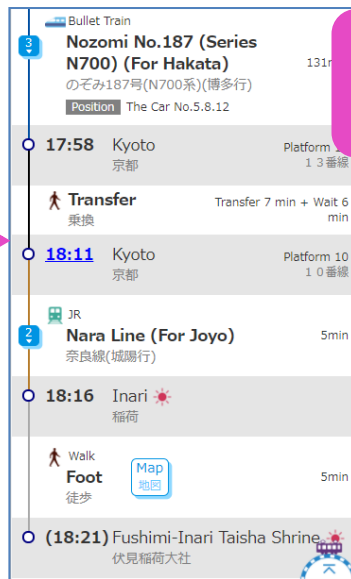 Bullet Train
3
Nozomi No.187 (Series
N700) (For Hakata)
131
のぞみ187号(N700系)(博多行)
Position The Car No.5.8.12
17:58 Kyoto Platform
京都 13番線
Transfer Transfer 7 min + Wait 6
乗換 min
18:11 Kyoto Platform 10
京都 10番線
JR
2
Nara Line (For Joyo) 5min
奈良線(城陽行)
18:16 Inari
稲荷
Walk
Foot Map 5min
徒歩 地図
(18:21) Fushimi-Inari Taisha Shrine
伏見稲荷大社